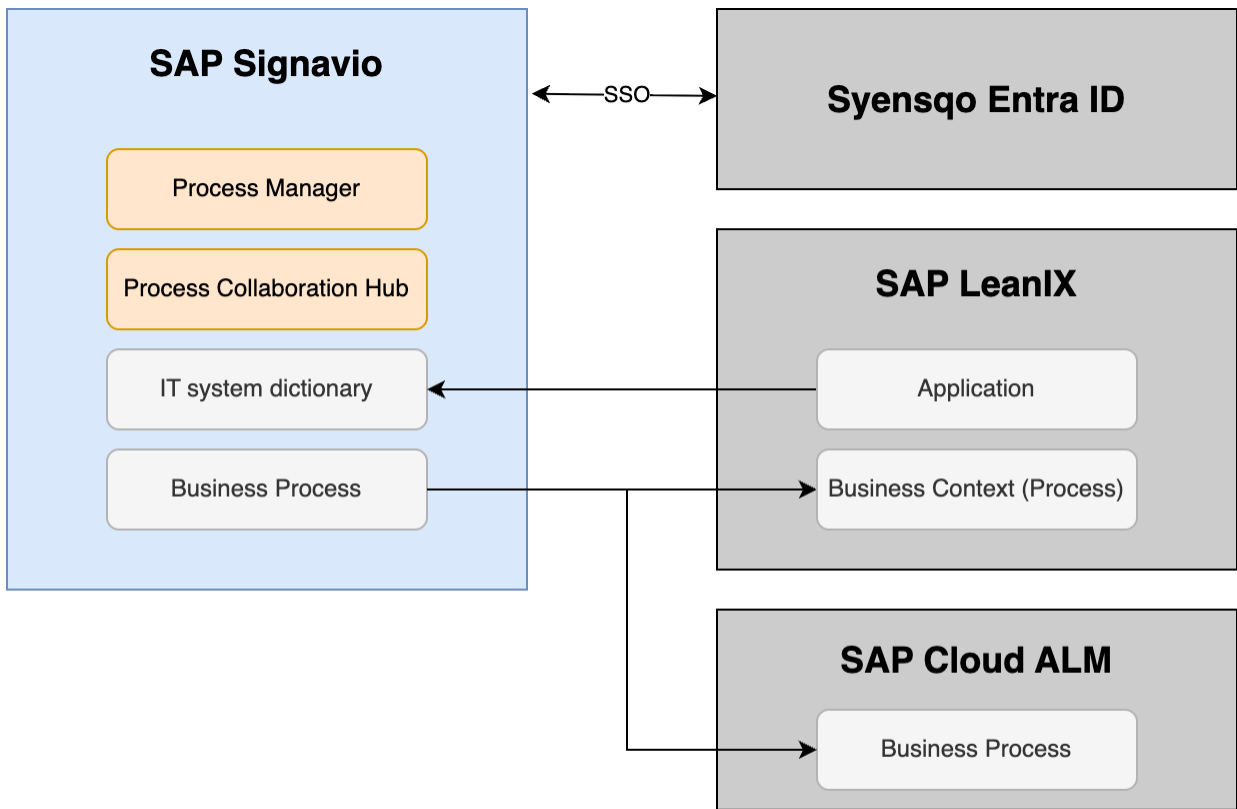 SAP Signavio
Process Manager
Process Collaboration Hub
IT system dictionary
Business Process
SSO
Syensqo Entra ID
SAP LeanIX
Application
Business Context (Process)
SAP Cloud ALM
Business Process